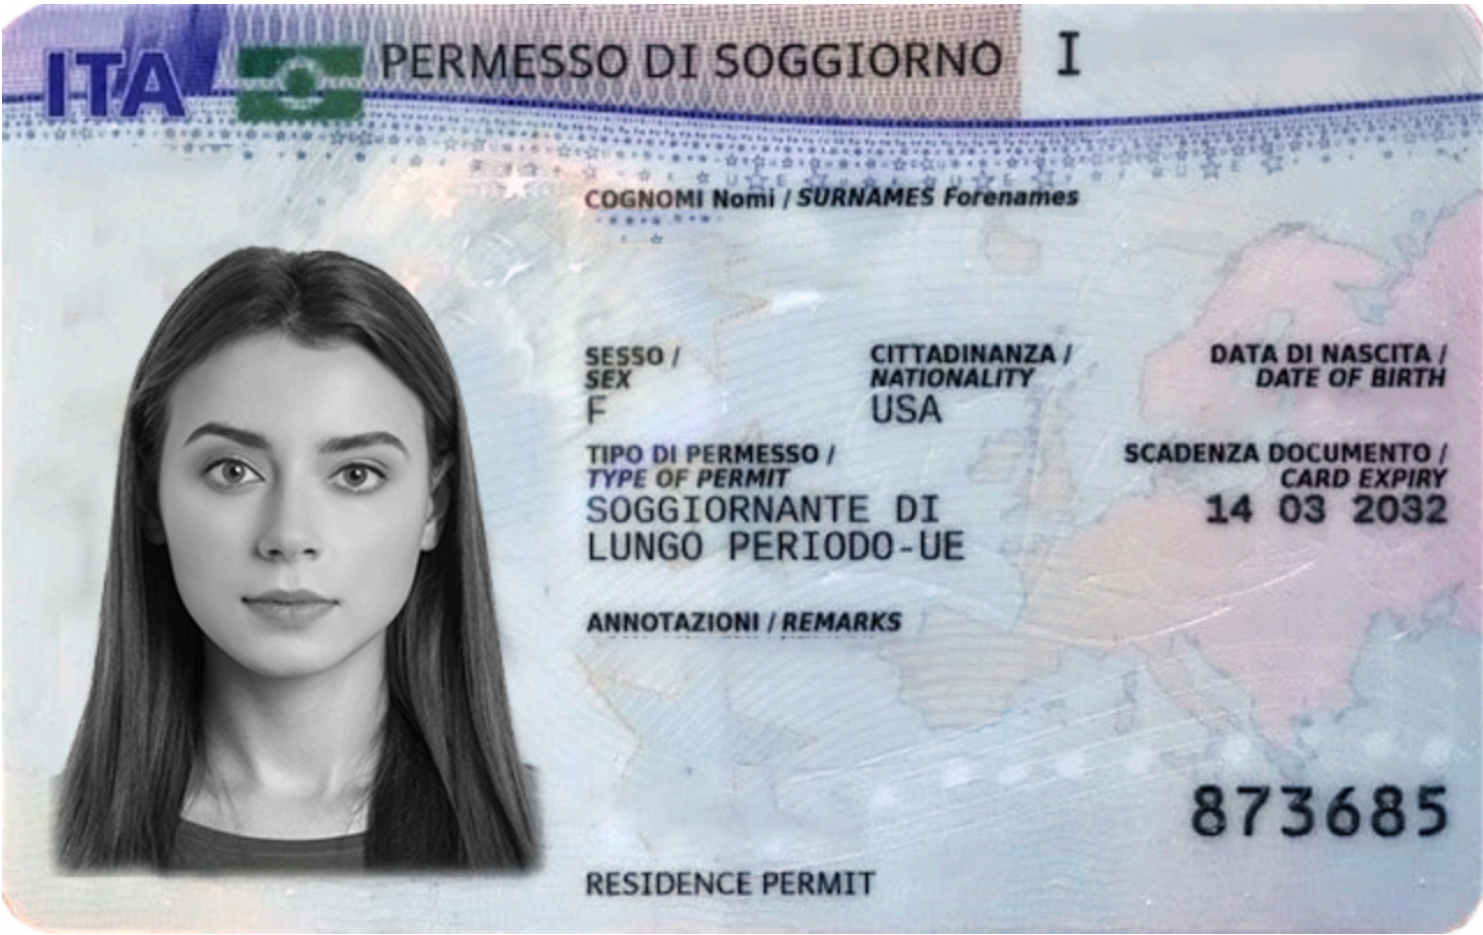 ITA PERMESSO DI SOGGIORNO I
COGNOMI Nomi / SURNAMES Forenames
SESSO / CITTADINANZA / DATA DI NASCITA /
SEX NATIONALITY DATE OF BIRTH
F USA
TIPO DI PERMESSO / SCADENZA DOCUMENTO /
TYPE OF PERMIT CARD EXPIRY
SOGGIORNANTE DI 14 03 2032
LUNGO PERIODO-UE
ANNOTAZIONI / REMARKS
873685
RESIDENCE PERMIT